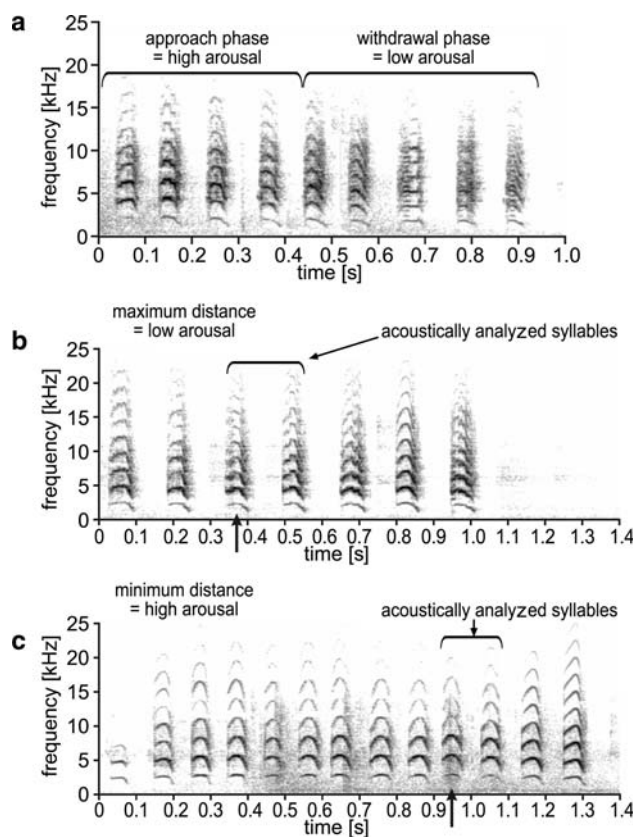 a
approach phase
= high arousal
withdrawal phase
= low arousal
frequency [kHz]
25
20
15
10
5
0
0 0.1 0.2 0.3 0.4 0.5 0.6 0.7 0.8 0.9 1.0
time [s]
maximum distance
= low arousal
b
acoustically analyzed syllables
frequency [kHz]
25
20
15
10
5
0
0 0.1 0.2 0.3 0.4 0.5 0.6 0.7 0.8 0.9 1.0 1.1 1.2 1.3 1.4
time [s]
minimum distance
= high arousal
c
acoustically analyzed syllables
frequency [kHz]
25
20
15
10
5
0
0 0.1 0.2 0.3 0.4 0.5 0.6 0.7 0.8 0.9 1.0 1.1 1.2 1.3 1.4
time [s]